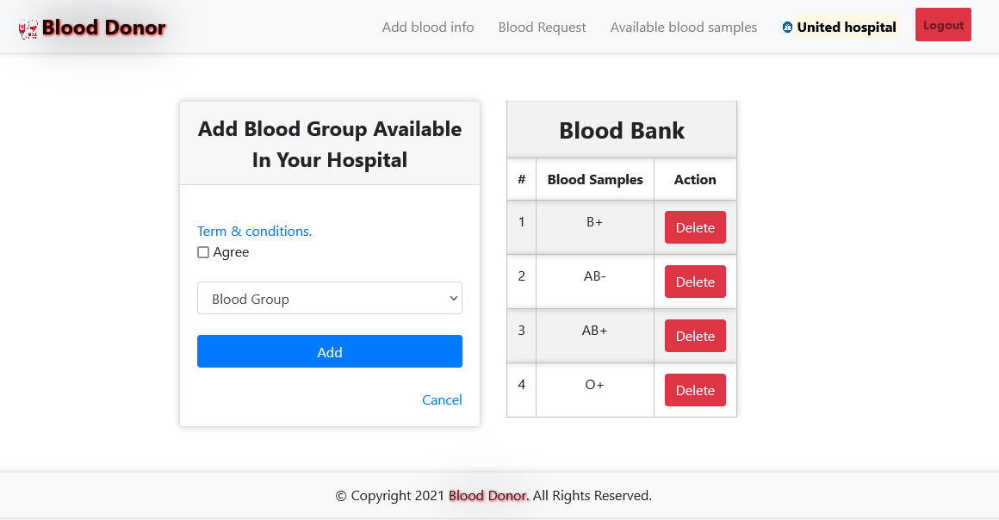 Blood Donor
Add blood info
Blood Request
Available blood samples
United hospital
Logout
Add Blood Group Available
In Your Hospital
Term & conditions.
Agree
Blood Group
Add
Cancel
Blood Bank
# Blood Samples Action
1 B+ Delete
2 AB- Delete
3 AB+ Delete
4 O+ Delete
© Copyright 2021 Blood Donor. All Rights Reserved.